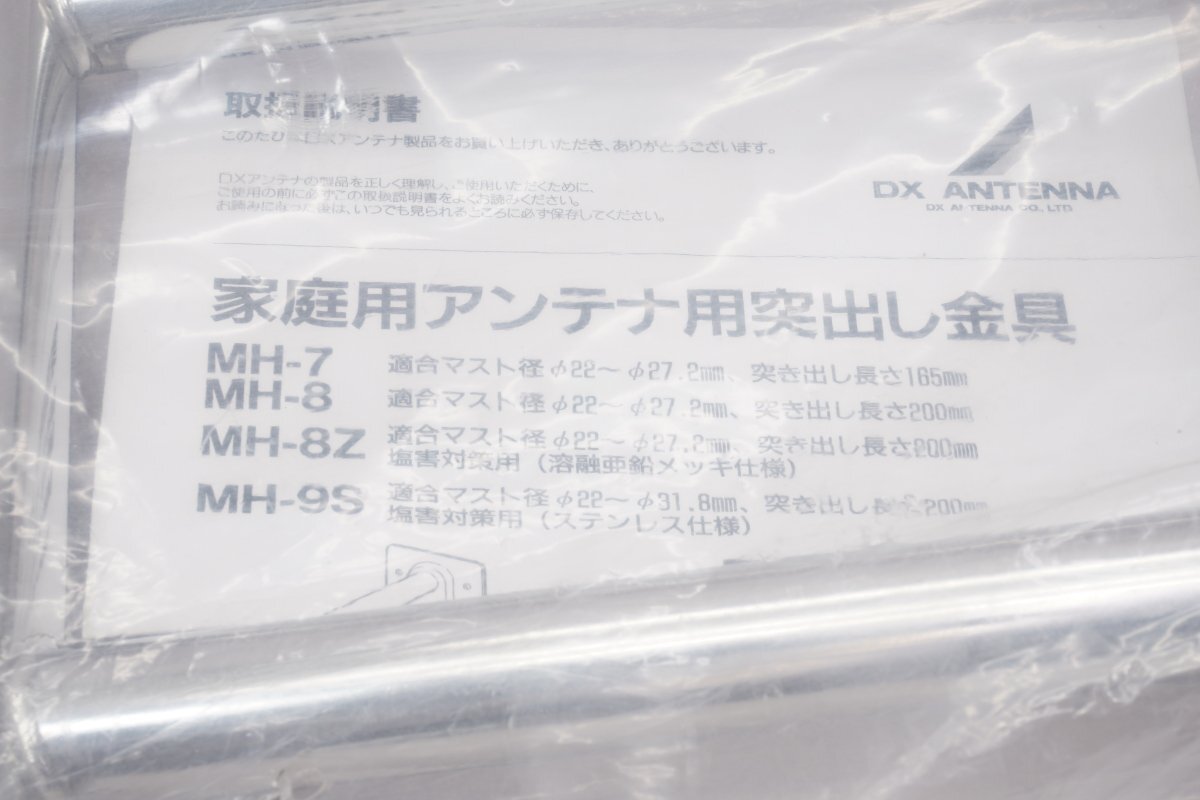 取扱説明書
このたびはDXアンテナ製品をお買い上げいただき、ありがとうございます。
DXアンテナの製品を正しく理解し、ご使用いただくために、
ご使用の前に必ずこの取扱説明書をよくお読みください。
お読みになった後は、いつでも見られるところに必ず保存してください。
DX ANTENNA
DX ANTENNA CO., LTD.
家庭用アンテナ用突出し金具
MH-7 適合マスト径φ22〜φ27.2mm、突き出し長さ165mm
MH-8 適合マスト径φ22〜φ27.2mm、突き出し長さ200mm
MH-8Z 適合マスト径φ22〜φ27.2mm、突き出し長さ200mm
塩害対策用（溶融亜鉛メッキ仕様）
MH-9S 適合マスト径φ22〜φ31.8mm、突き出し長さ200mm
塩害対策用（ステンレス仕様）